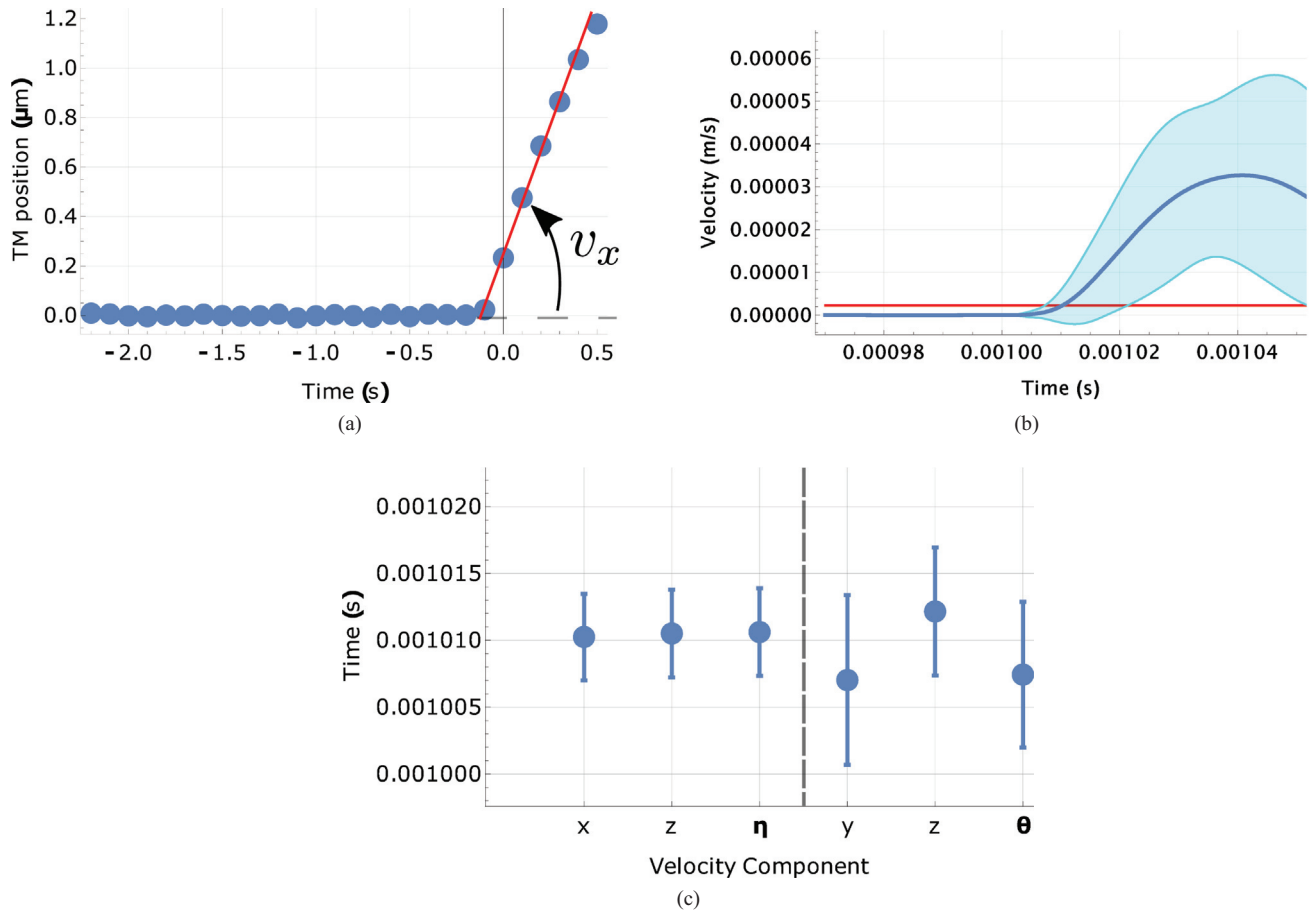 TM position (μm)
1.2
1.0
0.8
0.6
0.4
0.2
0.0
v_x
-2.0 -1.5 -1.0 -0.5 0.0 0.5
Time (s)
(a)
Velocity (m/s)
0.00006
0.00005
0.00004
0.00003
0.00002
0.00001
0.00000
0.00098 0.00100 0.00102 0.00104
Time (s)
(b)
Time (s)
0.001020
0.001015
0.001010
0.001005
0.001000
x z η y z θ
Velocity Component
(c)